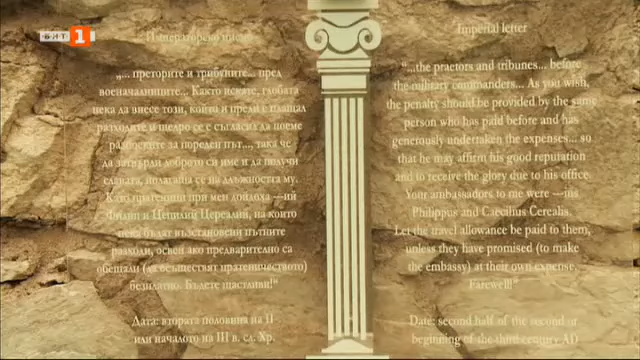 БНТ 1
Императорско писмо
„... преторите и трибуните... пред
военачалниците... Както искате, глобата
нека да внесе този, който и преди е плащал
разходите и щедро се е съгласил да поеме
разноските за пореден път..., така че
да затвърди доброто си име и да получи
славата, полагаща се на длъжността му.
Като пратеници при мен дойдоха —ий
Филип и Цецилий Цереалий, на които
нека бъдат възстановени пътните
разходи, освен ако предварително са
обещали (да осъществят пратеничеството)
безплатно. Бъдете щастливи!“
Дата: втората половина на II
или началото на III в. сл. Хр.
Imperial letter
“...the praetors and tribunes... before
the military commanders... As you wish,
the penalty should be provided by the same
person who has paid before and has
generously undertaken the expenses... so
that he may affirm his good reputation
and to receive the glory due to his office.
Your ambassadors to me were —ius
Philippus and Caecilius Cerealis.
Let the travel allowance be paid to them,
unless they have promised (to make
the embassy) at their own expense.
Farewell!”
Date: second half of the second or
beginning of the third century AD